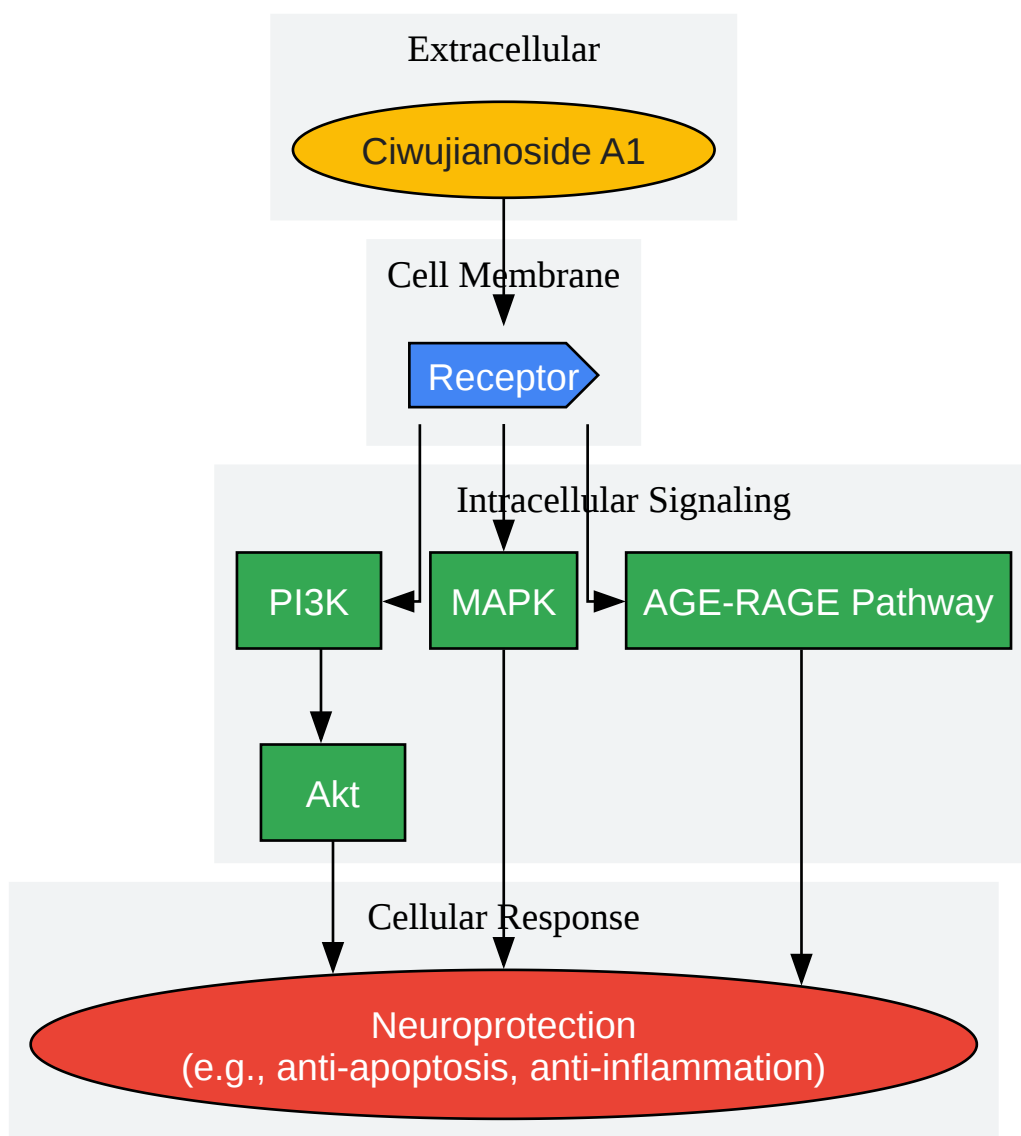 Extracellular
Ciwujianoside A1
Cell Membrane
Receptor
Intracellular Signaling
PI3K
MAPK
AGE-RAGE Pathway
Akt
Cellular Response
Neuroprotection
(e.g., anti-apoptosis, anti-inflammation)